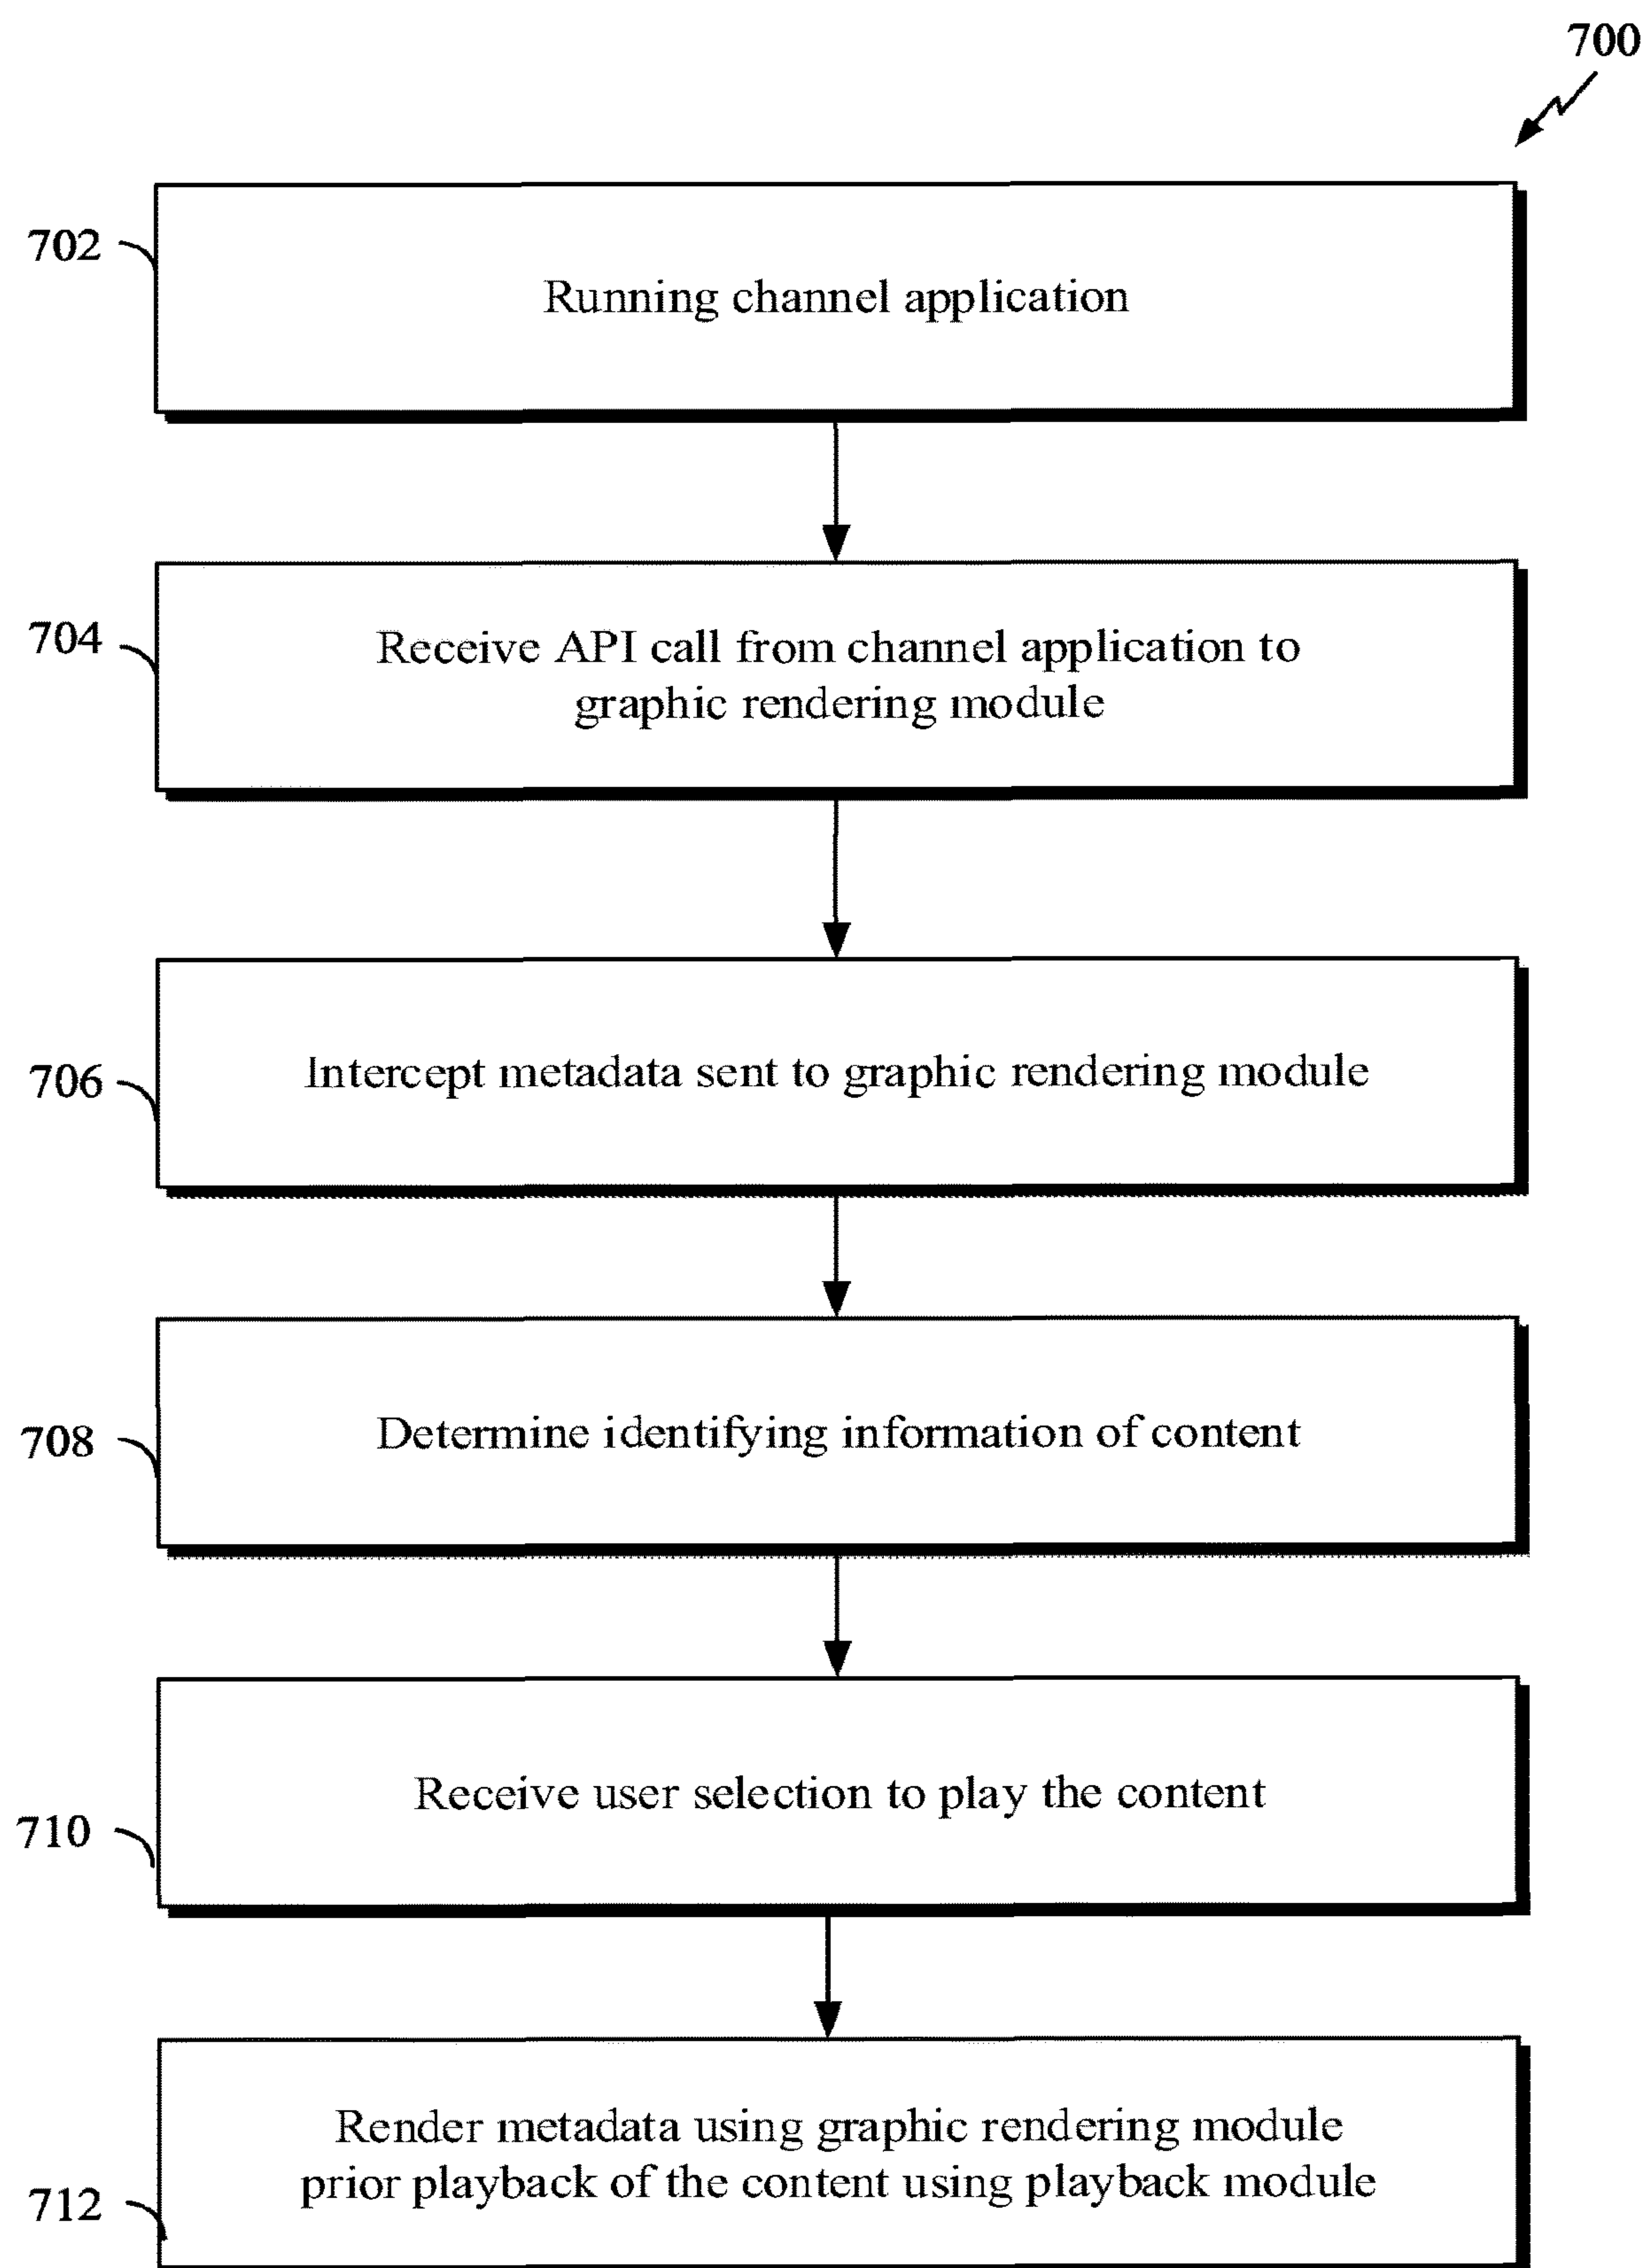 700
702
Running channel application
704
Receive API call from channel application to
graphic rendering module
706
Intercept metadata sent to graphic rendering module
708
Determine identifying information of content
710
Receive user selection to play the content
712
Render metadata using graphic rendering module
prior playback of the content using playback module